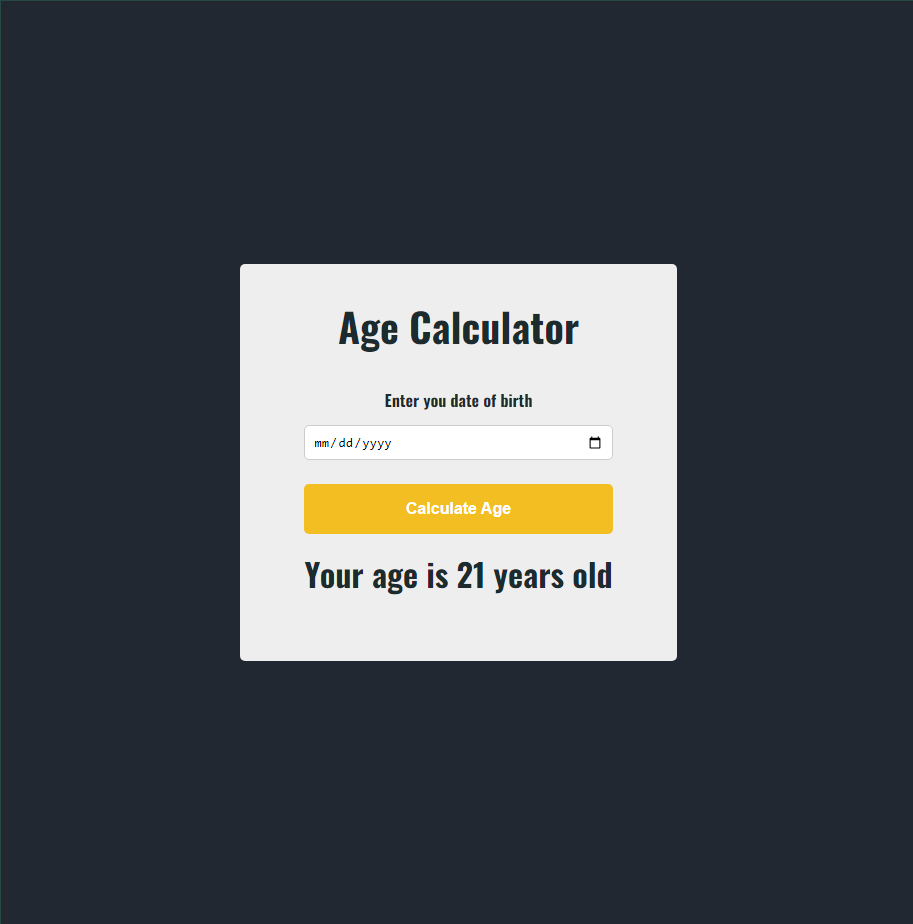 Age Calculator
Enter you date of birth
mm/dd/yyyy
Calculate Age
Your age is 21 years old